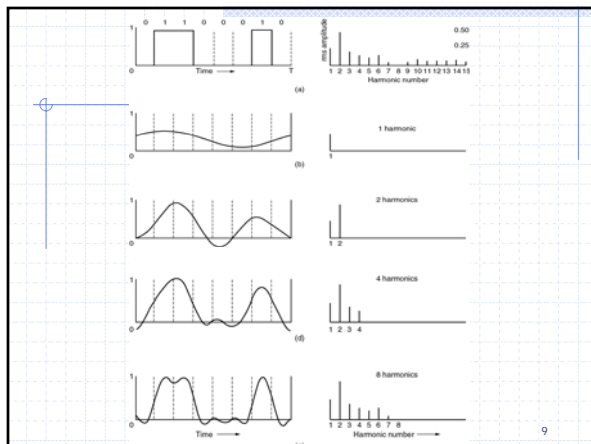 0 1 1 0 0 0 1 0
1
0
Time
T
rms amplitude
0.50
0.25
1 2 3 4 5 6 7 8 9 10 11 12 13 14 15
Harmonic number
(a)
1
0
1 harmonic
1
(b)
1
0
2 harmonics
1 2
1
0
4 harmonics
1 2 3 4
(d)
1
0
Time
8 harmonics
1 2 3 4 5 6 7 8
Harmonic number
9